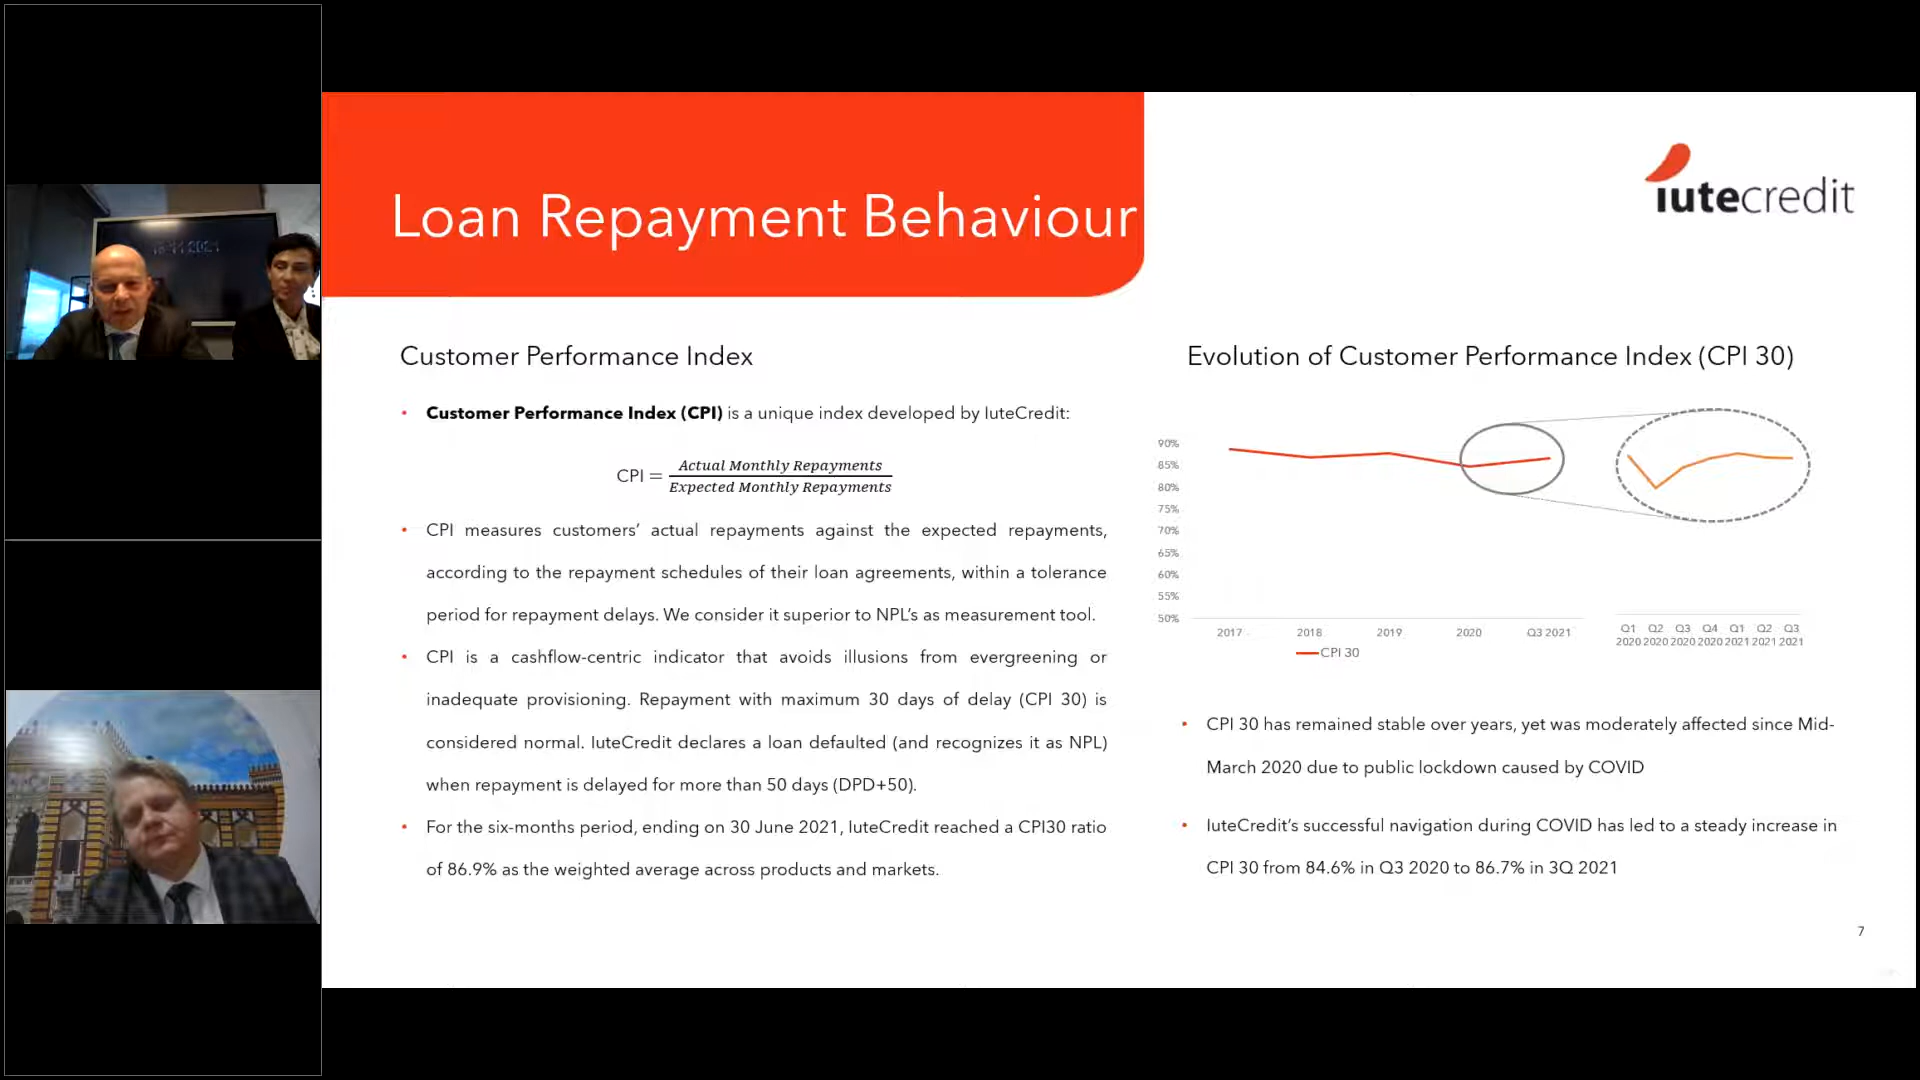 Loan Repayment Behaviour
iutecredit
Customer Performance Index
• Customer Performance Index (CPI) is a unique index developed by IuteCredit:
CPI = Actual Monthly Repayments
Expected Monthly Repayments
• CPI measures customers’ actual repayments against the expected repayments,
according to the repayment schedules of their loan agreements, within a tolerance
period for repayment delays. We consider it superior to NPL’s as measurement tool.
• CPI is a cashflow-centric indicator that avoids illusions from evergreening or
inadequate provisioning. Repayment with maximum 30 days of delay (CPI 30) is
considered normal. IuteCredit declares a loan defaulted (and recognizes it as NPL)
when repayment is delayed for more than 50 days (DPD+50).
• For the six-months period, ending on 30 June 2021, IuteCredit reached a CPI30 ratio
of 86.9% as the weighted average across products and markets.
Evolution of Customer Performance Index (CPI 30)
90%
85%
80%
75%
70%
65%
60%
55%
50%
2017 2018 2019 2020 Q3 2021
CPI 30
Q1 Q2 Q3 Q4 Q1 Q2 Q3
2020 2020 2020 2020 2021 2021 2021
• CPI 30 has remained stable over years, yet was moderately affected since Mid-
March 2020 due to public lockdown caused by COVID
• IuteCredit’s successful navigation during COVID has led to a steady increase in
CPI 30 from 84.6% in Q3 2020 to 86.7% in 3Q 2021
7